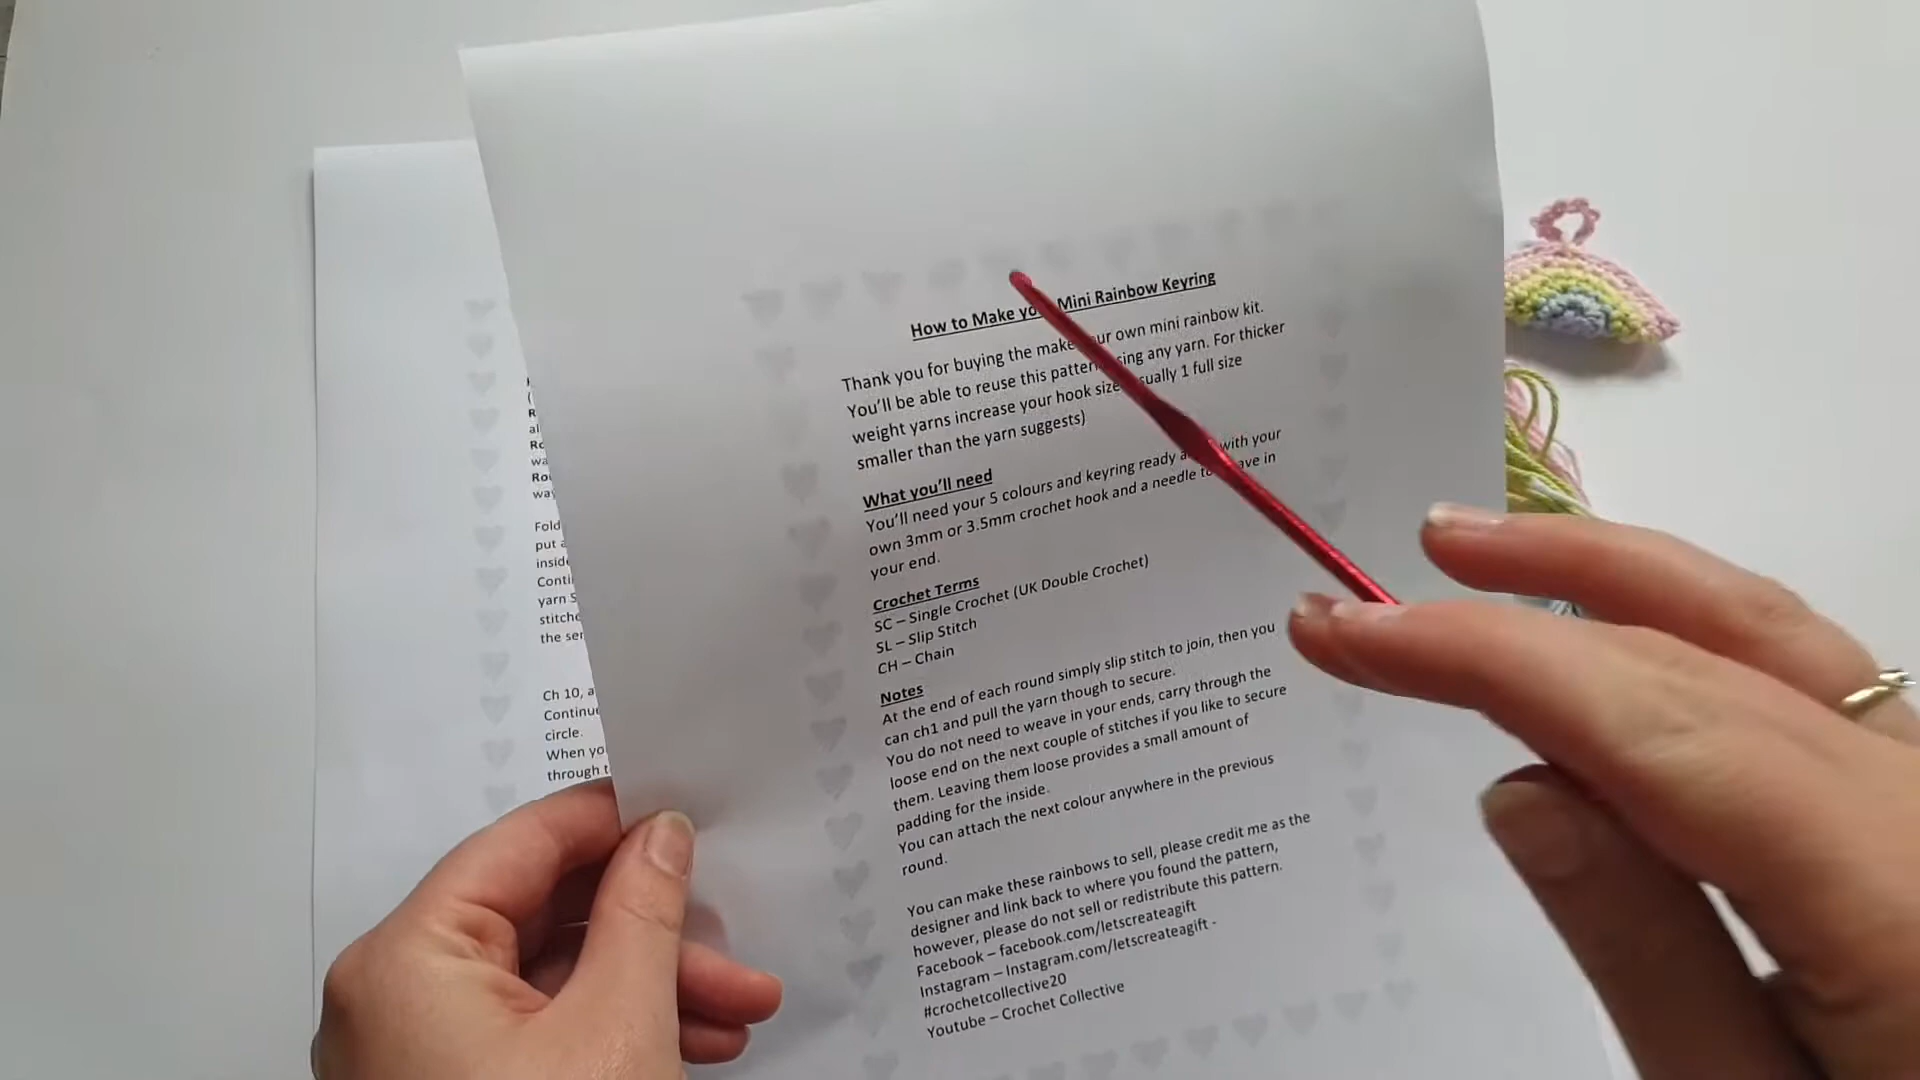 How to Make yo Mini Rainbow Keyring
Thank you for buying the make our own mini rainbow kit.
You'll be able to reuse this pattern using any yarn. For thicker
weight yarns increase your hook size usually 1 full size
smaller than the yarn suggests)
What you'll need
You'll need your 5 colours and keyring ready with your
own 3mm or 3.5mm crochet hook and a needle to weave in
your end.
Crochet Terms
SC – Single Crochet (UK Double Crochet)
SL – Slip Stitch
CH – Chain
Notes
At the end of each round simply slip stitch to join, then you
can ch1 and pull the yarn though to secure.
You do not need to weave in your ends, carry through the
loose end on the next couple of stitches if you like to secure
them. Leaving them loose provides a small amount of
padding for the inside.
You can attach the next colour anywhere in the previous
round.
You can make these rainbows to sell, please credit me as the
designer and link back to where you found the pattern,
however, please do not sell or redistribute this pattern.
Facebook – facebook.com/letscreateagift
Instagram – Instagram.com/letscreateagift -
#crochetcollective20
Youtube – Crochet Collective
Fold
put a
inside
Conti
yarn 5
stitche
the ser
Ch 10, a
Continue
circle.
When yo
through t